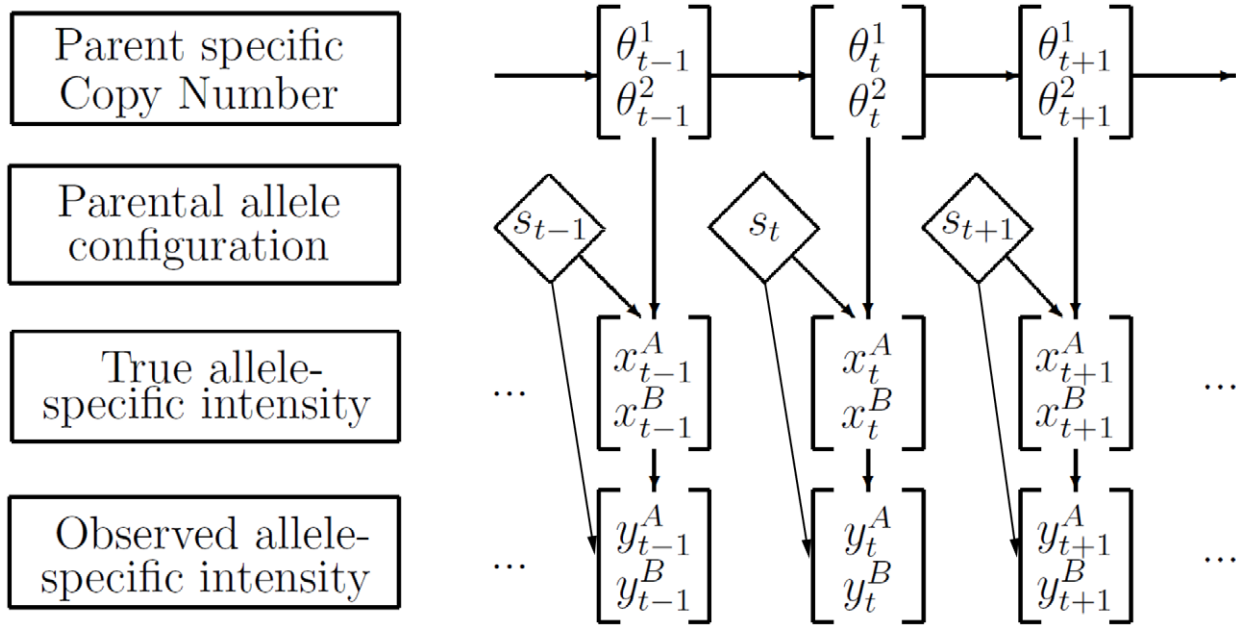 Parent specific
Copy Number
θ¹ₜ₋₁ θ¹ₜ θ¹ₜ₊₁
θ²ₜ₋₁ θ²ₜ θ²ₜ₊₁
Parental allele
configuration
sₜ₋₁ sₜ sₜ₊₁
True allele-
specific intensity
xᴬₜ₋₁ xᴬₜ xᴬₜ₊₁
... ...
xᴮₜ₋₁ xᴮₜ xᴮₜ₊₁
Observed allele-
specific intensity
yᴬₜ₋₁ yᴬₜ yᴬₜ₊₁
... ...
yᴮₜ₋₁ yᴮₜ yᴮₜ₊₁